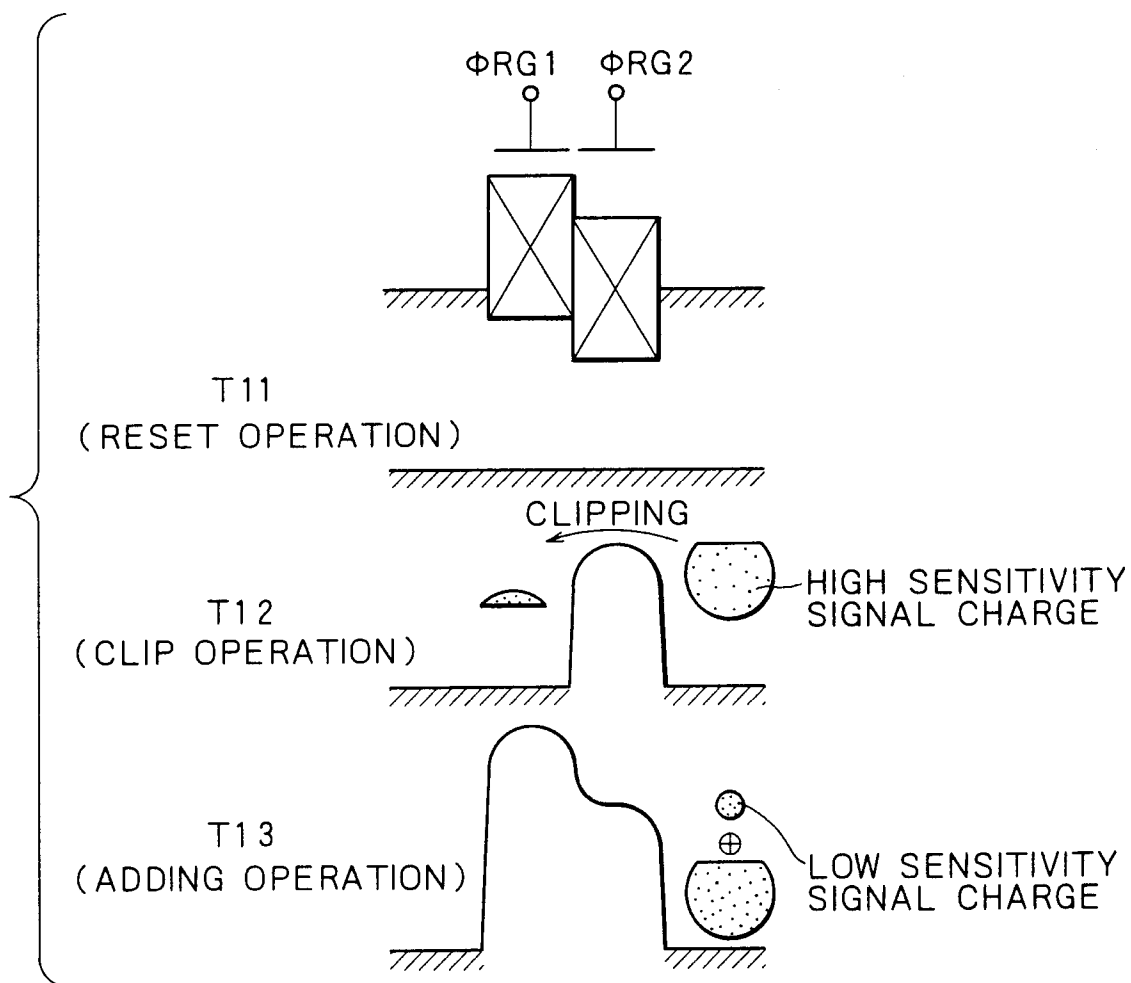 ΦRG1 ΦRG2
T11
(RESET OPERATION)
CLIPPING
HIGH SENSITIVITY
SIGNAL CHARGE
T12
(CLIP OPERATION)
T13
(ADDING OPERATION)
LOW SENSITIVITY
SIGNAL CHARGE